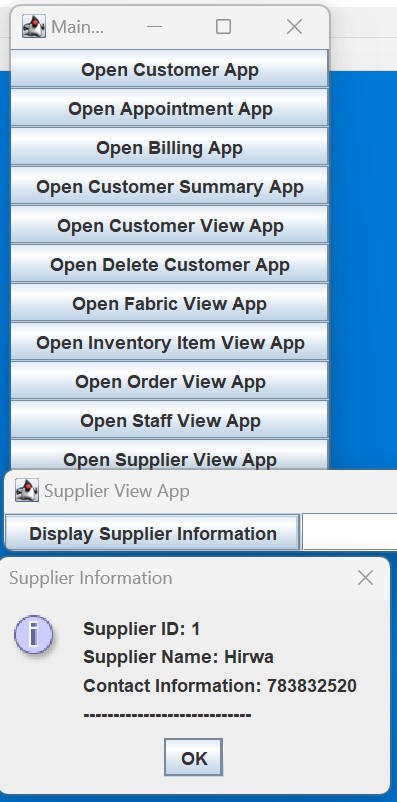 Main...
Open Customer App
Open Appointment App
Open Billing App
Open Customer Summary App
Open Customer View App
Open Delete Customer App
Open Fabric View App
Open Inventory Item View App
Open Order View App
Open Staff View App
Open Supplier View App
Supplier View App
Display Supplier Information
Supplier Information
i
Supplier ID: 1
Supplier Name: Hirwa
Contact Information: 783832520
----------------------------
OK